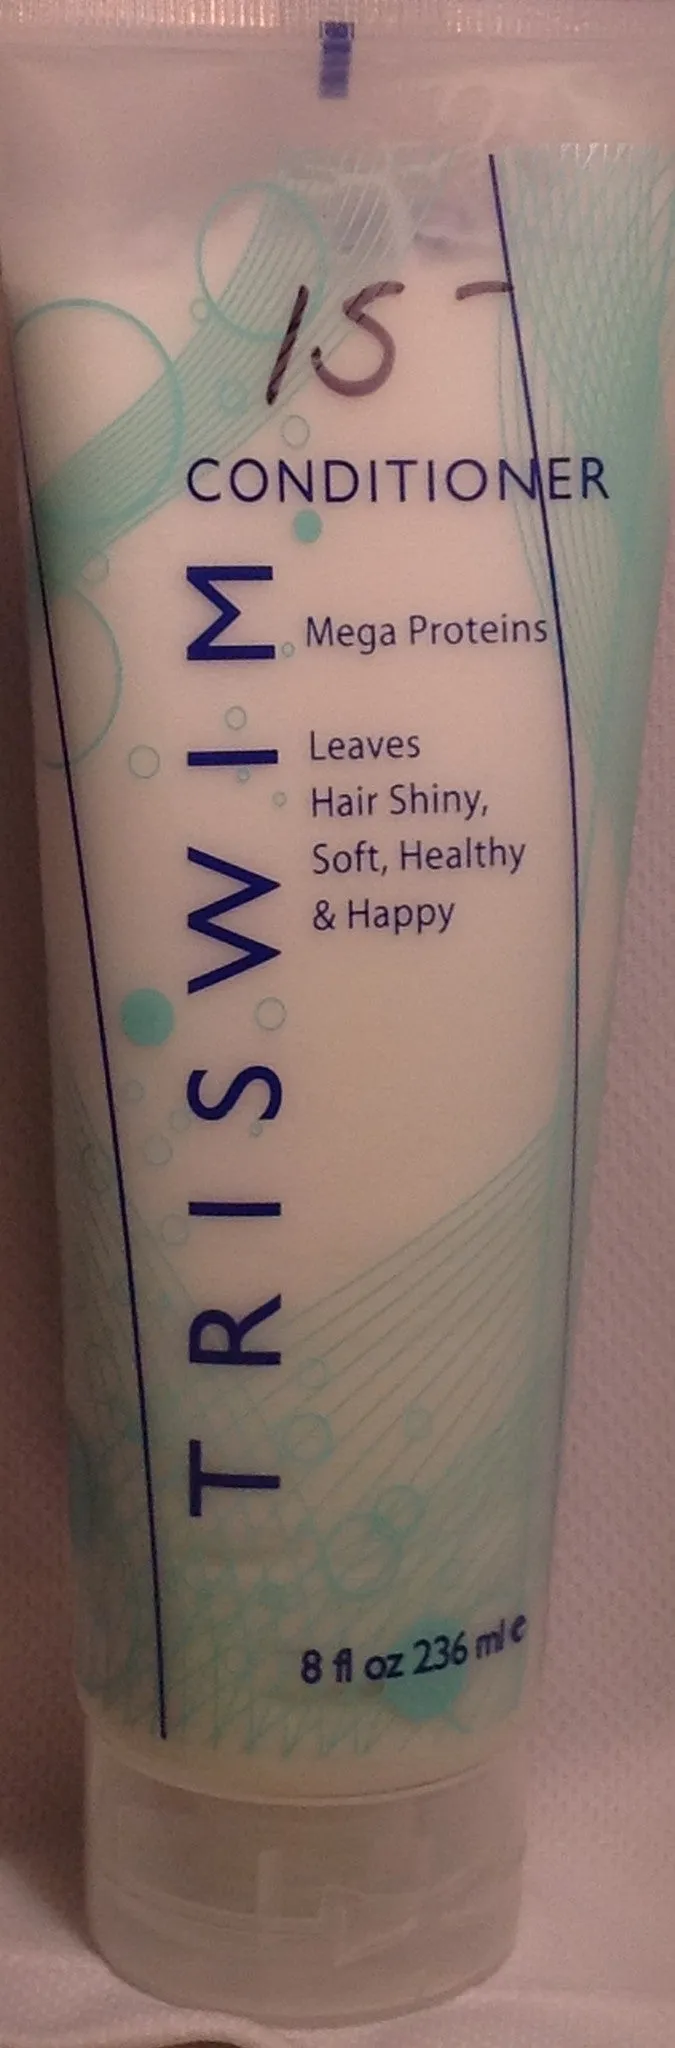 15-
CONDITIONER
TRISWIM
Mega Proteins
Leaves
Hair Shiny,
Soft, Healthy
& Happy
8 fl oz 236 ml e